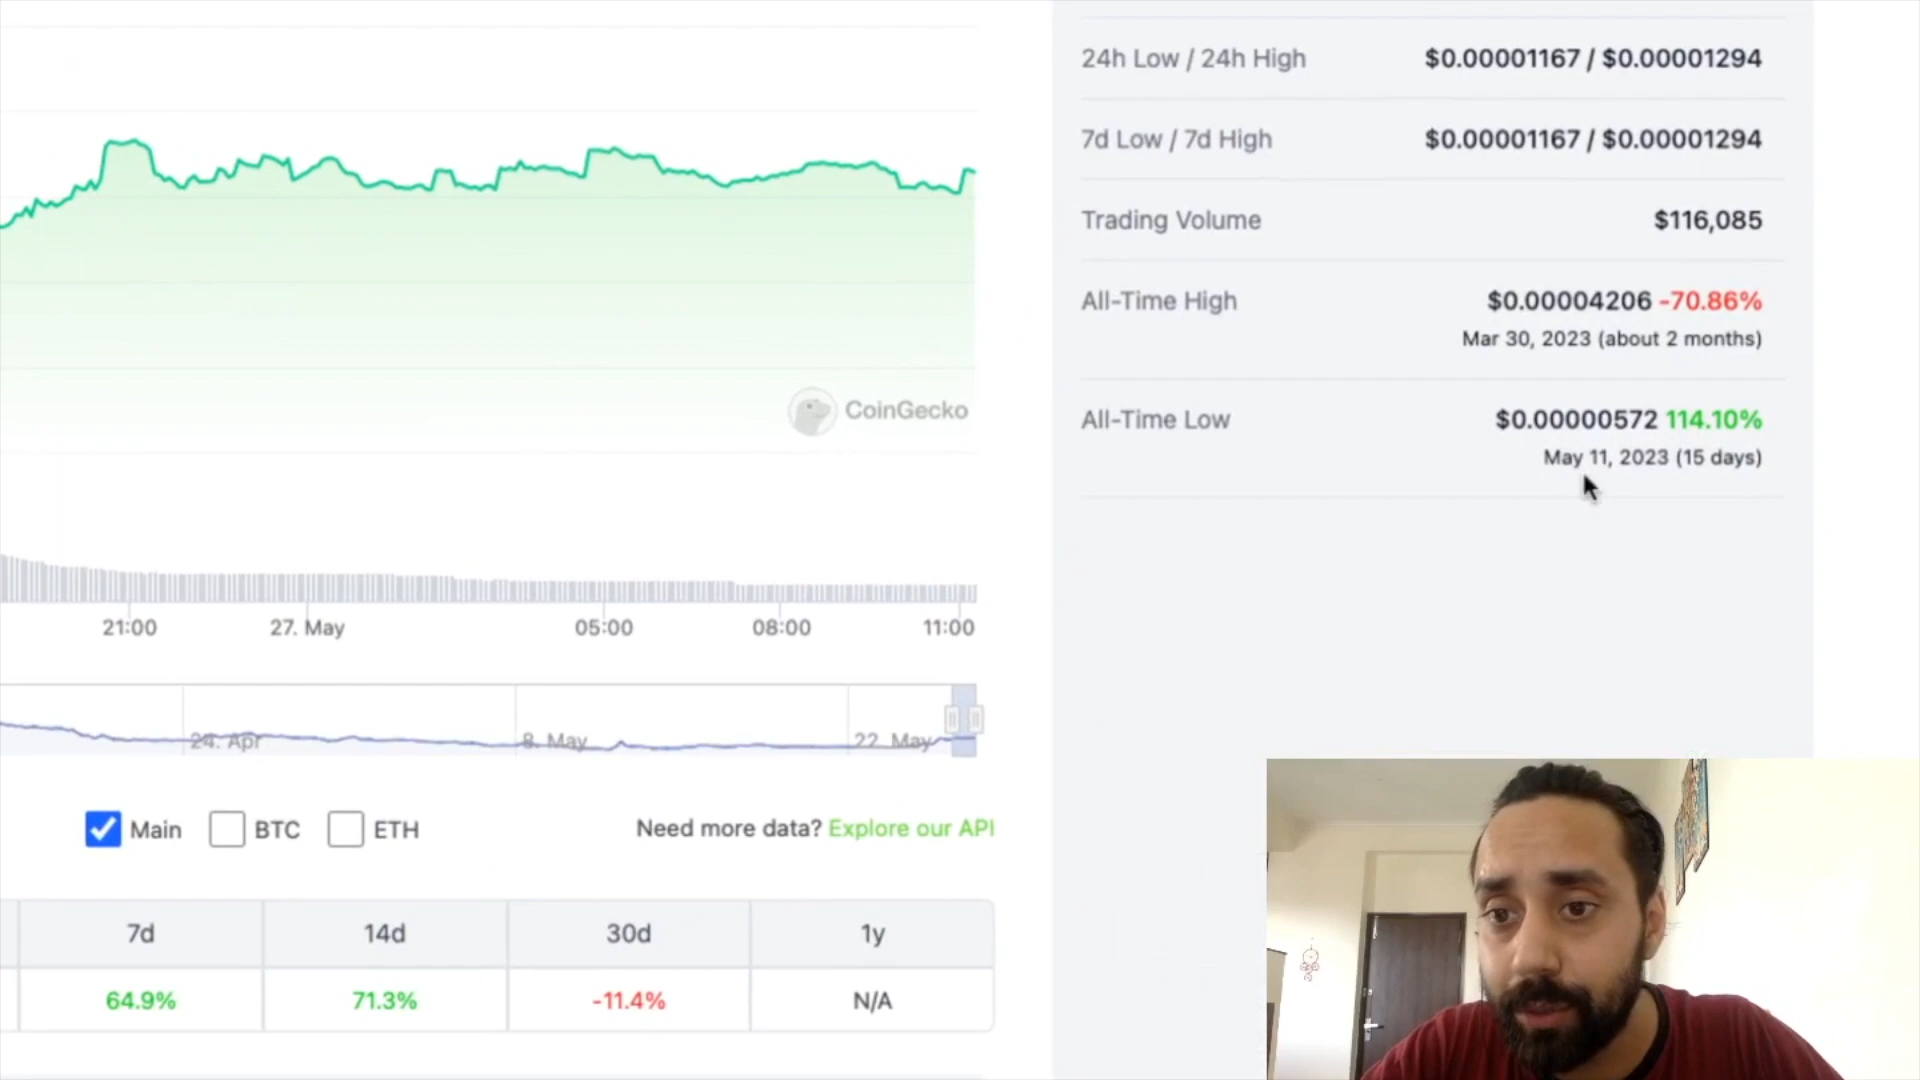 24h Low / 24h High $0.00001167 / $0.00001294
7d Low / 7d High $0.00001167 / $0.00001294
Trading Volume $116,085
All-Time High $0.00004206 -70.86%
Mar 30, 2023 (about 2 months)
CoinGecko
All-Time Low $0.00000572 114.10%
May 11, 2023 (15 days)
21:00 27. May 05:00 08:00 11:00
24. Apr 8. May 22. May
Main BTC ETH Need more data? Explore our API
7d 14d 30d 1y
64.9% 71.3% -11.4% N/A